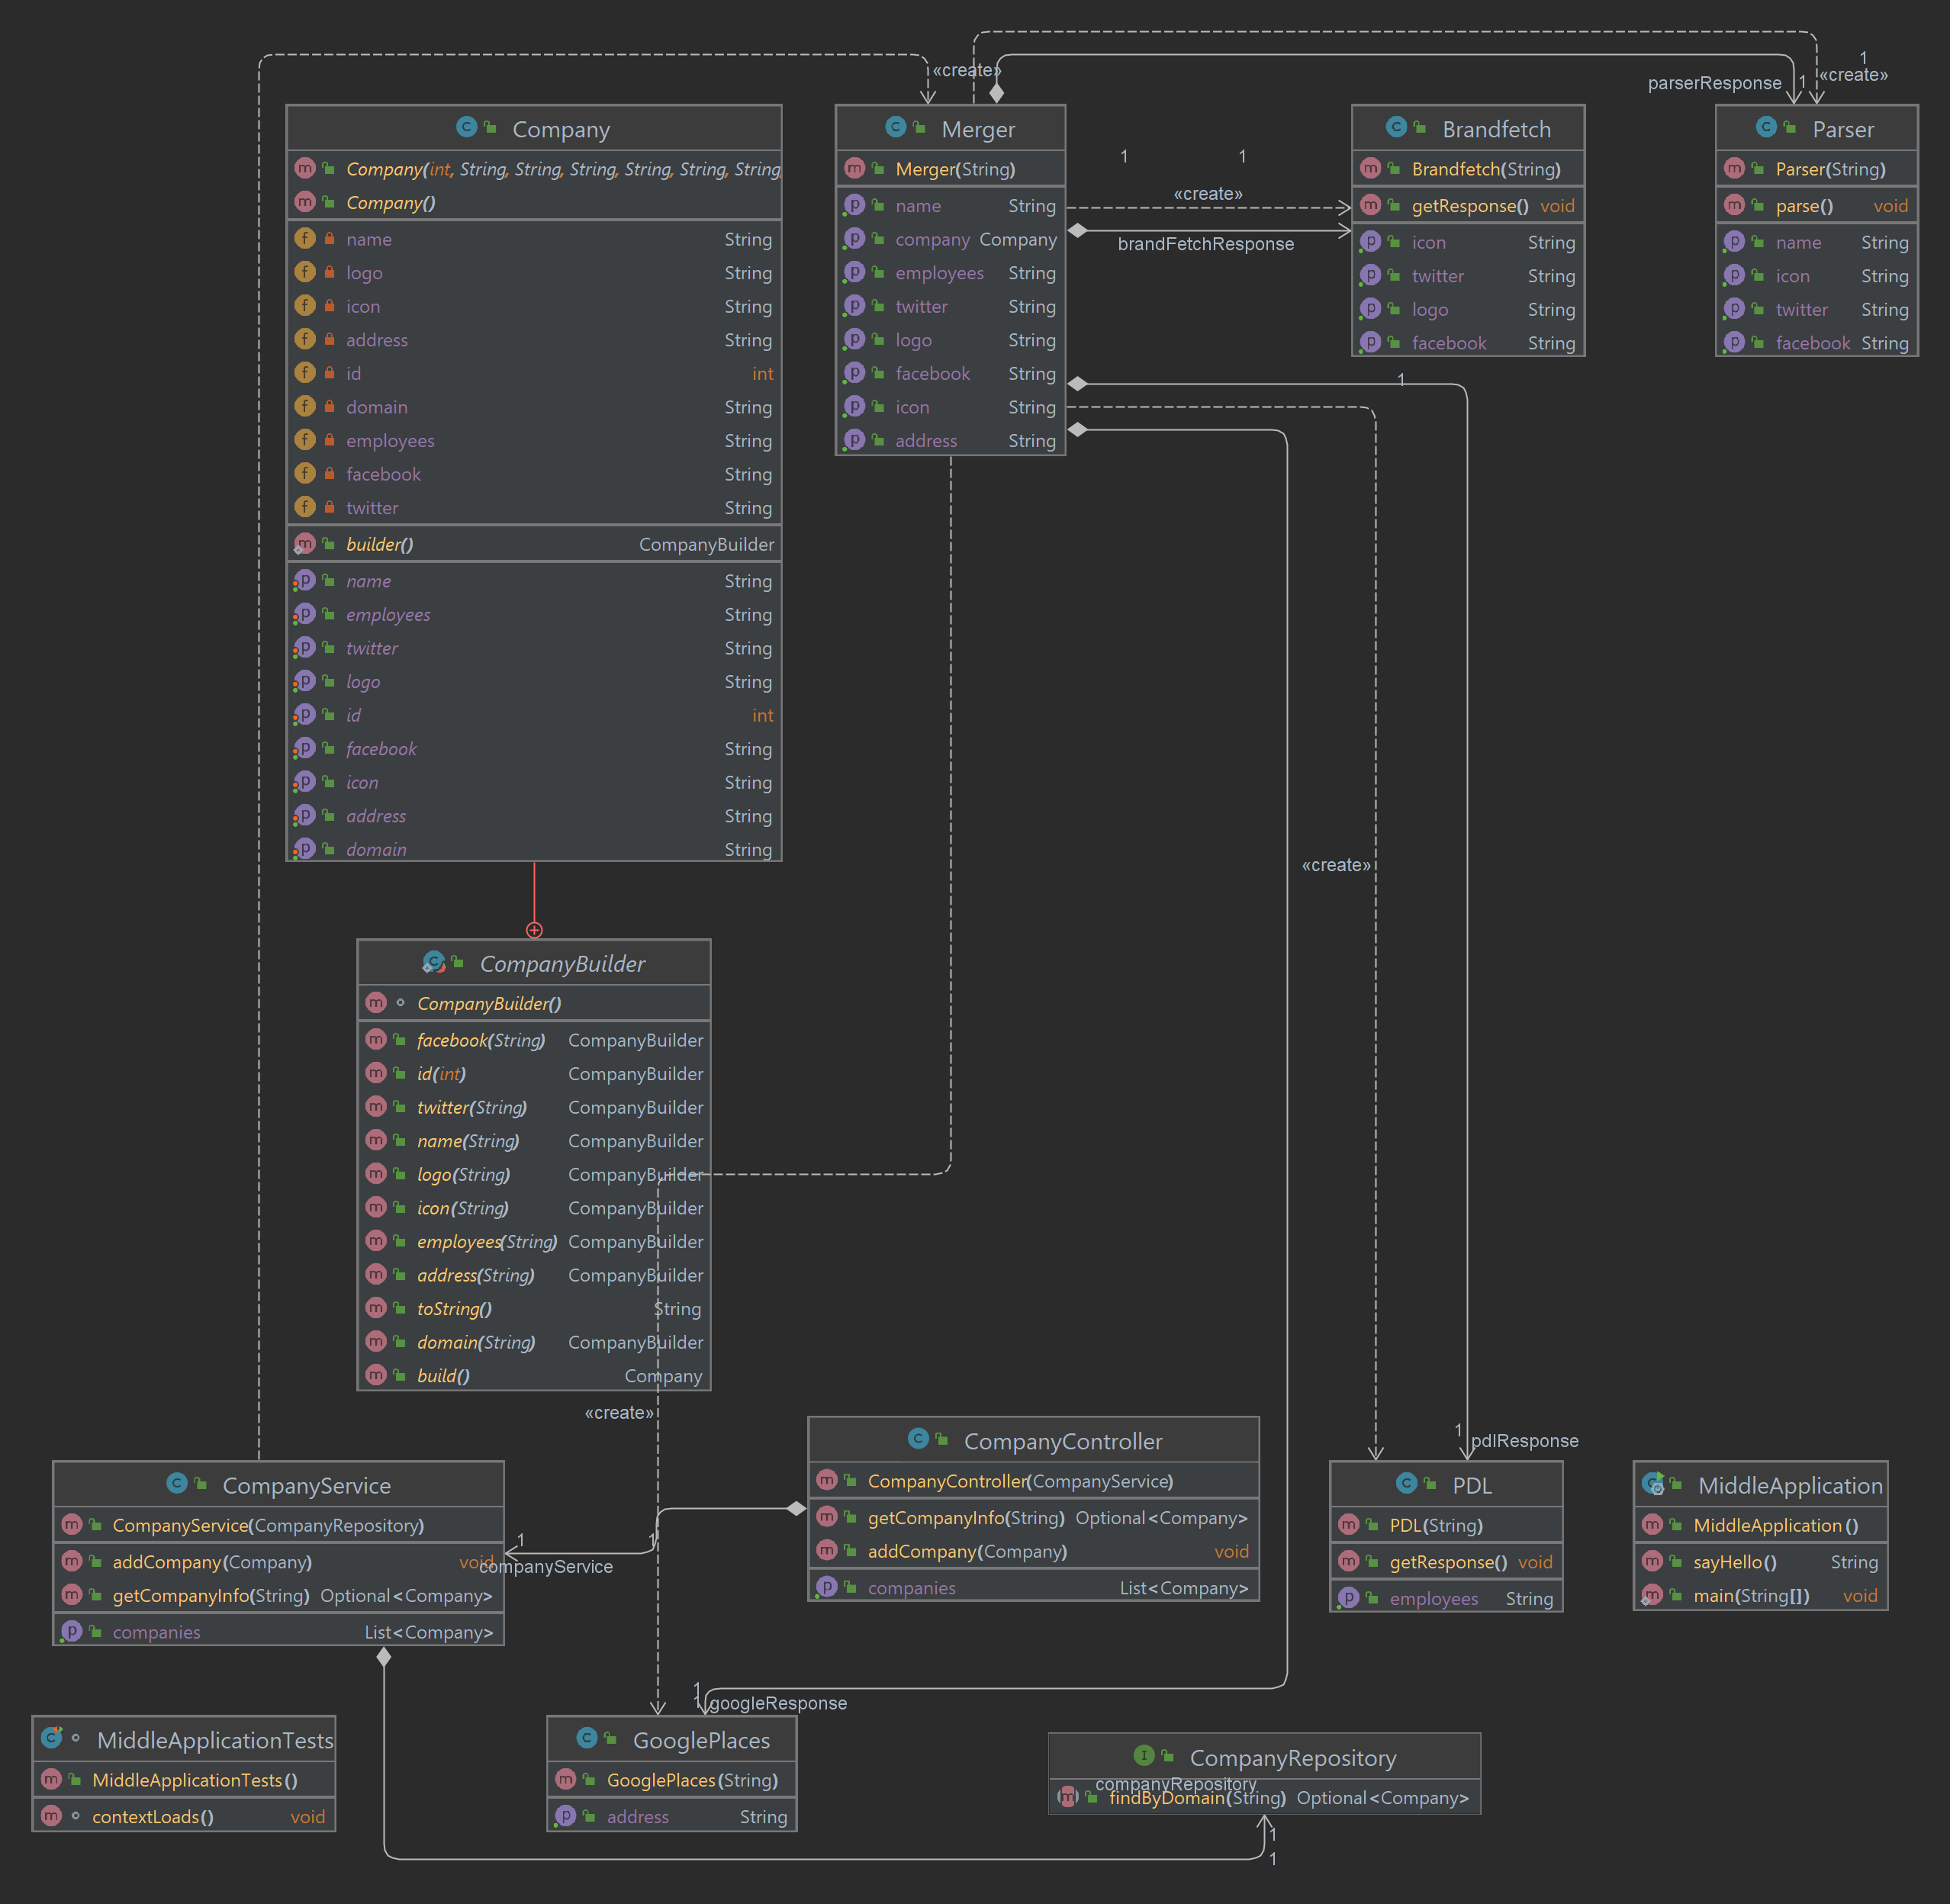 «create»
parserResponse
1
1
«create»
Company
Company(int, String, String, String, String, String, String,
Company()
name String
logo String
icon String
address String
id int
domain String
employees String
facebook String
twitter String
builder() CompanyBuilder
name String
employees String
twitter String
logo String
id int
facebook String
icon String
address String
domain String
Merger
Merger(String)
name String
company Company
employees String
twitter String
logo String
facebook String
icon String
address String
1 1
«create»
brandFetchResponse
Brandfetch
Brandfetch(String)
getResponse() void
icon String
twitter String
logo String
facebook String
Parser
Parser(String)
parse() void
name String
icon String
twitter String
facebook String
1
«create»
CompanyBuilder
CompanyBuilder()
facebook(String) CompanyBuilder
id(int) CompanyBuilder
twitter(String) CompanyBuilder
name(String) CompanyBuilder
logo(String) CompanyBuilder
icon(String) CompanyBuilder
employees(String) CompanyBuilder
address(String) CompanyBuilder
toString() String
domain(String) CompanyBuilder
build() Company
«create»
1
pdlResponse
CompanyService
CompanyService(CompanyRepository)
addCompany(Company) void
getCompanyInfo(String) Optional<Company>
companies List<Company>
1
1
companyService
CompanyController
CompanyController(CompanyService)
getCompanyInfo(String) Optional<Company>
addCompany(Company) void
companies List<Company>
PDL
PDL(String)
getResponse() void
employees String
MiddleApplication
MiddleApplication()
sayHello() String
main(String[]) void
1
1
googleResponse
MiddleApplicationTests
MiddleApplicationTests()
contextLoads() void
GooglePlaces
GooglePlaces(String)
address String
CompanyRepository
companyRepository
findByDomain(String) Optional<Company>
1
1